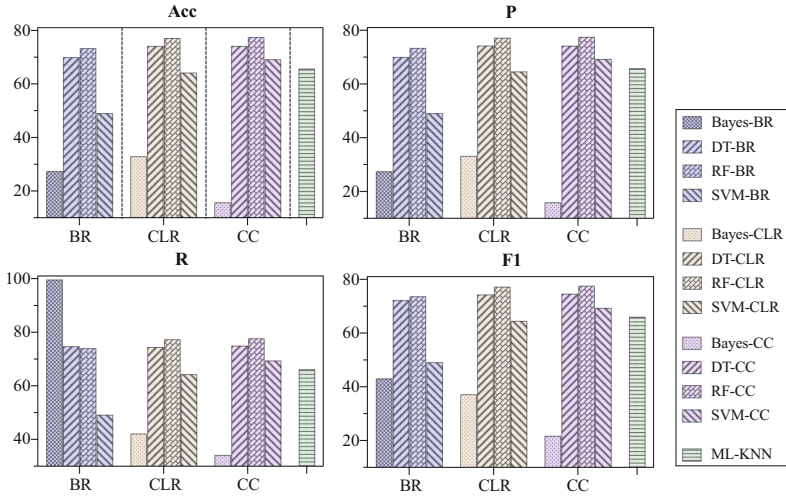 Acc
80
60
40
20
BR
CLR
CC
P
80
60
40
20
BR
CLR
CC
R
100
80
60
40
BR
CLR
CC
F1
80
60
40
20
BR
CLR
CC
Bayes-BR
DT-BR
RF-BR
SVM-BR
Bayes-CLR
DT-CLR
RF-CLR
SVM-CLR
Bayes-CC
DT-CC
RF-CC
SVM-CC
ML-KNN